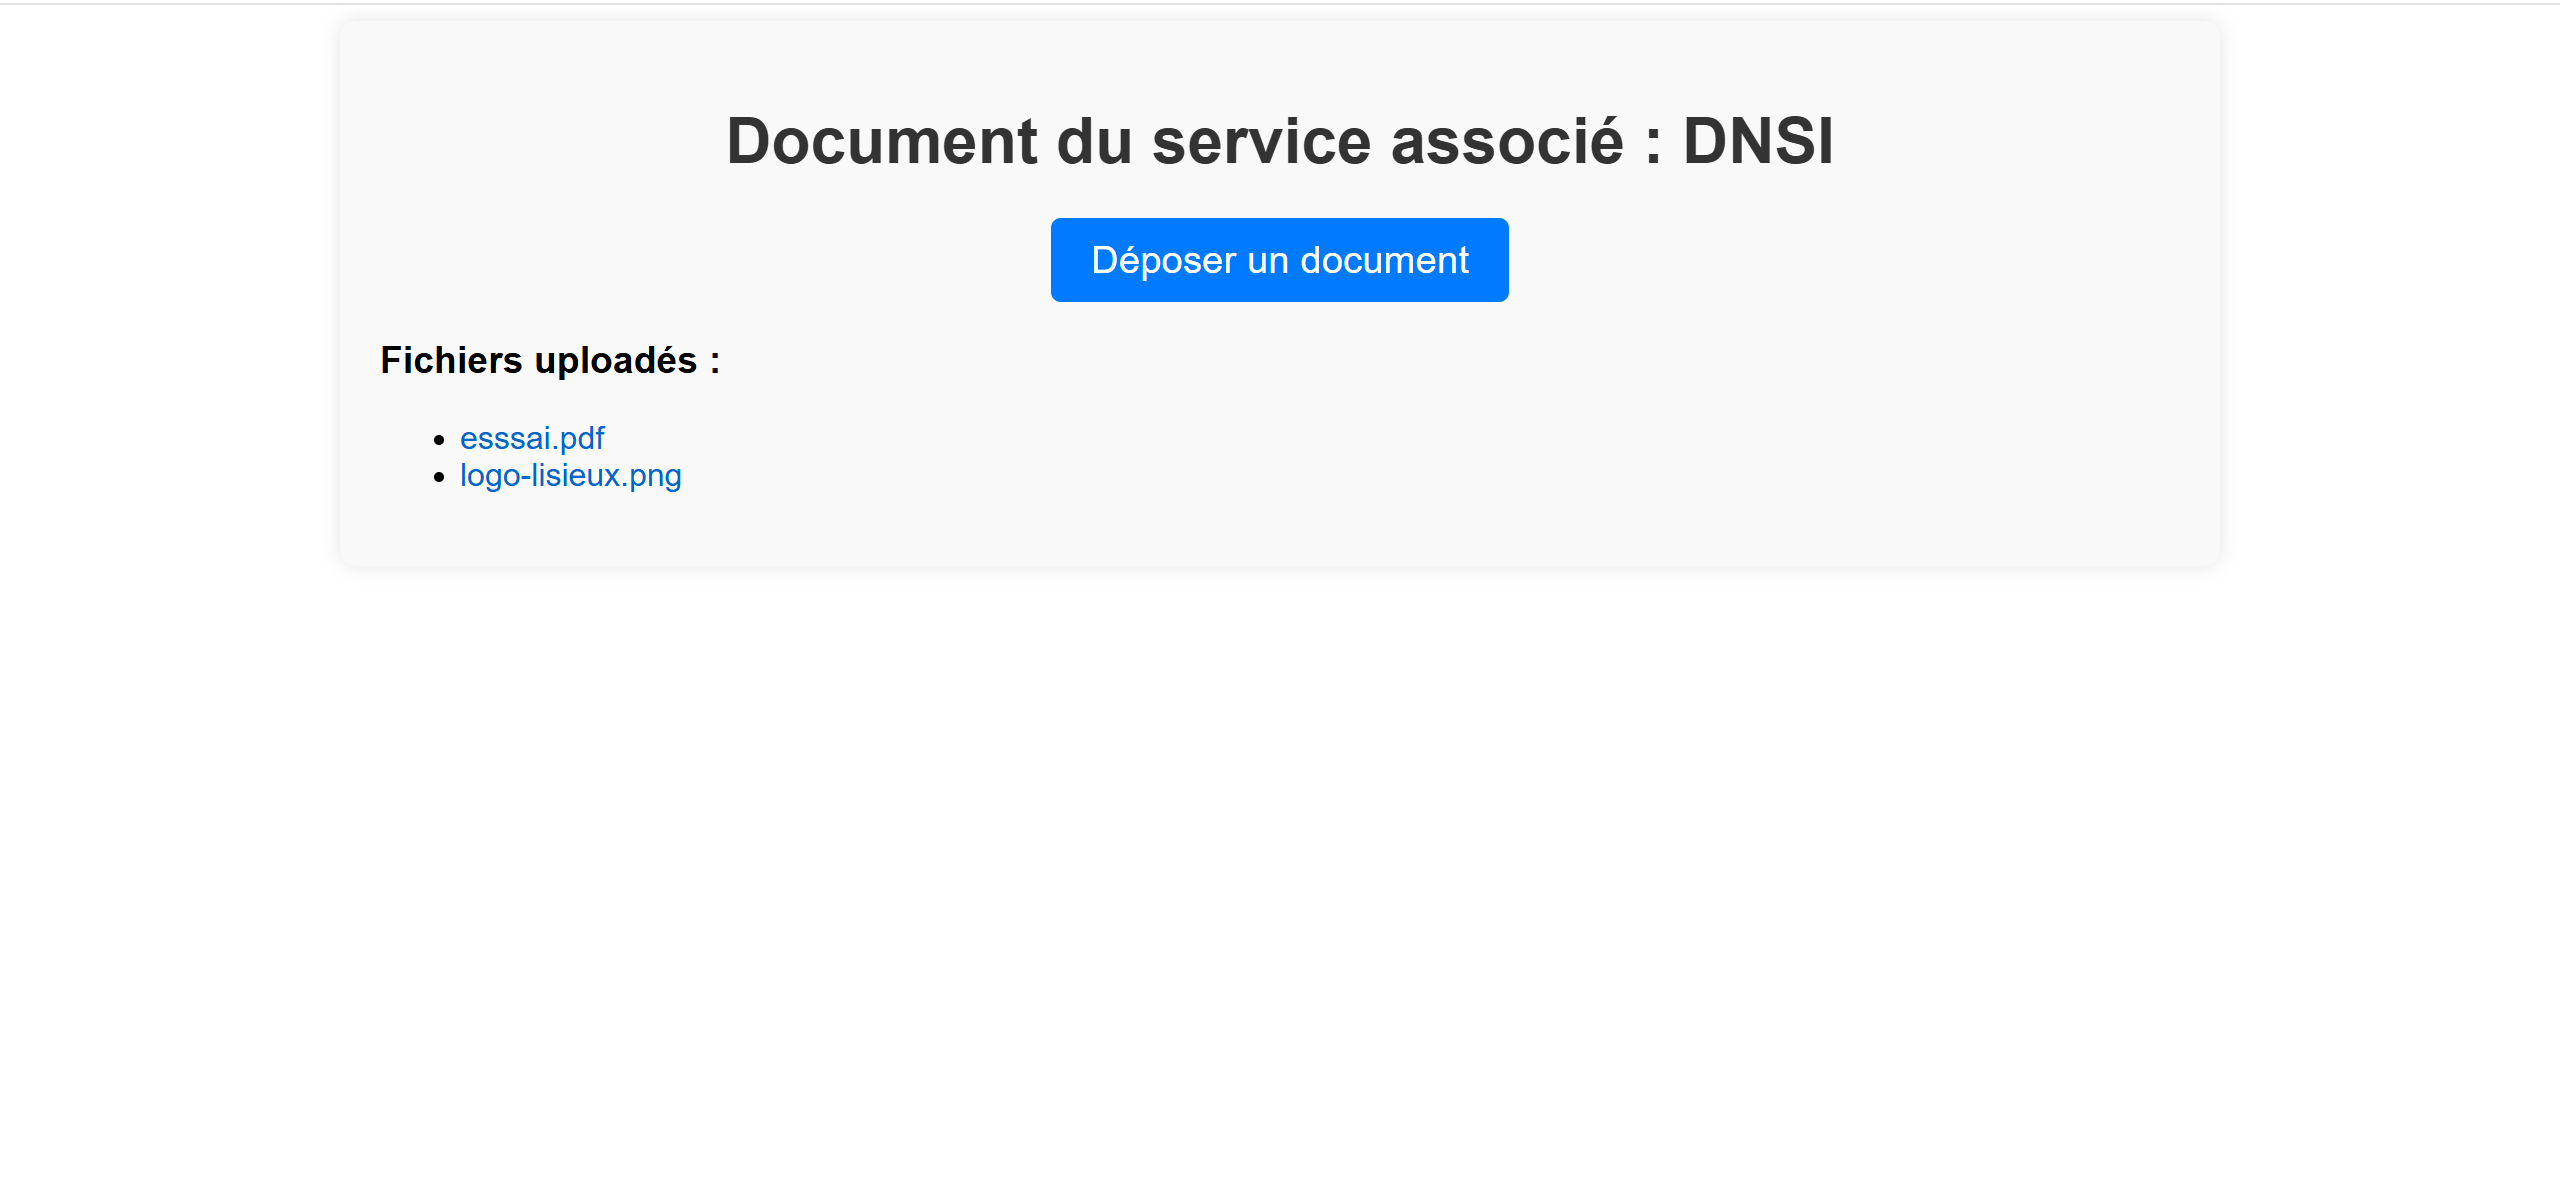 Document du service associé : DNSI
Déposer un document
Fichiers uploadés :
esssai.pdf
logo-lisieux.png